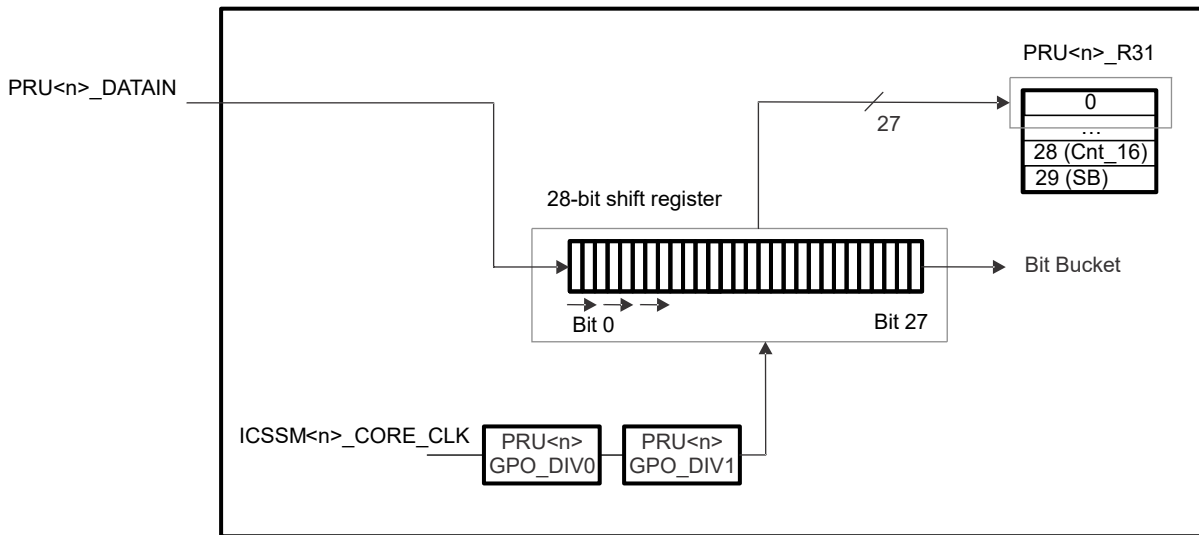 PRU<n>_R31
PRU<n>_DATAIN
0
27
...
28 (Cnt_16)
29 (SB)
28-bit shift register
Bit Bucket
Bit 0
Bit 27
ICSSM<n>_CORE_CLK
PRU<n>
GPO_DIV0
PRU<n>
GPO_DIV1